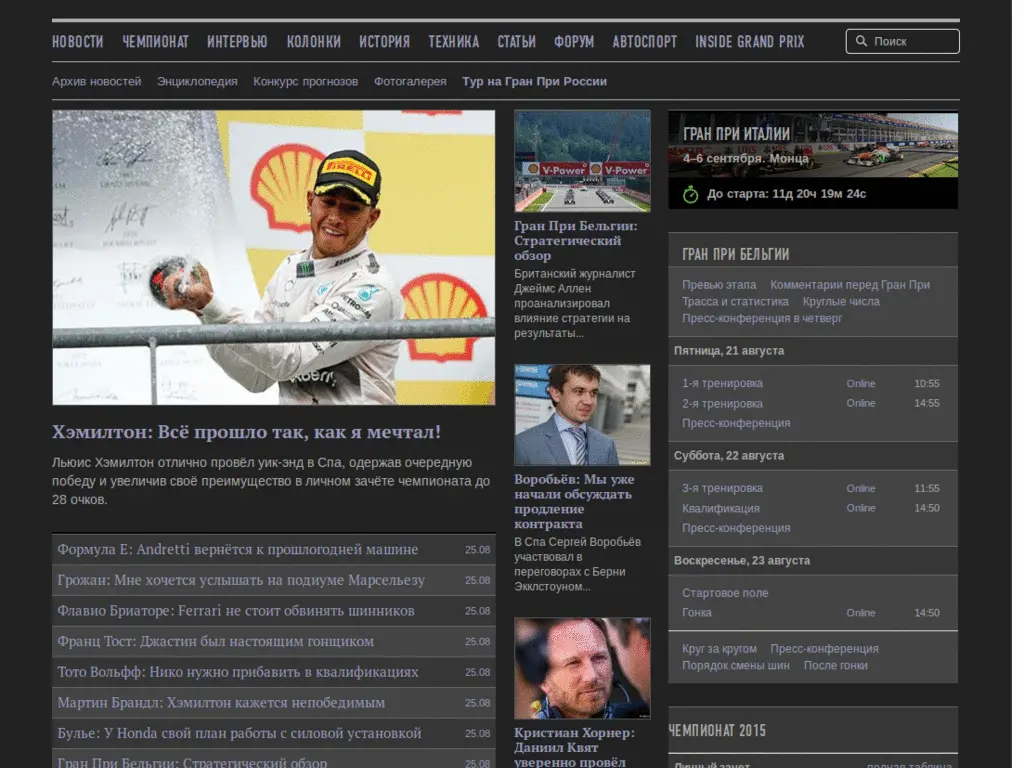 НОВОСТИ ЧЕМПИОНАТ ИНТЕРВЬЮ КОЛОНКИ ИСТОРИЯ ТЕХНИКА СТАТЬИ ФОРУМ АВТОСПОРТ INSIDE GRAND PRIX Поиск
Архив новостей Энциклопедия Конкурс прогнозов Фотогалерея Тур на Гран При России
PIRELLI
PETRONAS
V-Power V-Power
Хэмилтон: Всё прошло так, как я мечтал!
Льюис Хэмилтон отлично провёл уик-энд в Спа, одержав очередную
победу и увеличив своё преимущество в личном зачёте чемпионата до
28 очков.
Формула E: Andretti вернётся к прошлогодней машине 25.08
Грожан: Мне хочется услышать на подиуме Марсельезу 25.08
Флавио Бриаторе: Ferrari не стоит обвинять шинников 25.08
Франц Тост: Джастин был настоящим гонщиком 25.08
Тото Вольфф: Нико нужно прибавить в квалификациях 25.08
Мартин Брандл: Хэмилтон кажется непобедимым 25.08
Булье: У Honda свой план работы с силовой установкой 25.08
Гран При Бельгии: Стратегический обзор 25.08
Гран При Бельгии:
Стратегический
обзор
Британский журналист
Джеймс Аллен
проанализировал
влияние стратегии на
результаты...
Воробьёв: Мы уже
начали обсуждать
продление
контракта
В Спа Сергей Воробьёв
участвовал в
переговорах с Берни
Экклстоуном...
Кристиан Хорнер:
Даниил Квят
уверенно провёл
ГРАН ПРИ ИТАЛИИ
4–6 сентября. Монца
До старта: 11д 20ч 19м 24с
ГРАН ПРИ БЕЛЬГИИ
Превью этапа Комментарии перед Гран При
Трасса и статистика Круглые числа
Пресс-конференция в четверг
Пятница, 21 августа
1-я тренировка Online 10:55
2-я тренировка Online 14:55
Пресс-конференция
Суббота, 22 августа
3-я тренировка Online 11:55
Квалификация Online 14:50
Пресс-конференция
Воскресенье, 23 августа
Стартовое поле
Гонка Online 14:50
Круг за кругом Пресс-конференция
Порядок смены шин После гонки
ЧЕМПИОНАТ 2015
Личный зачет полная таблица